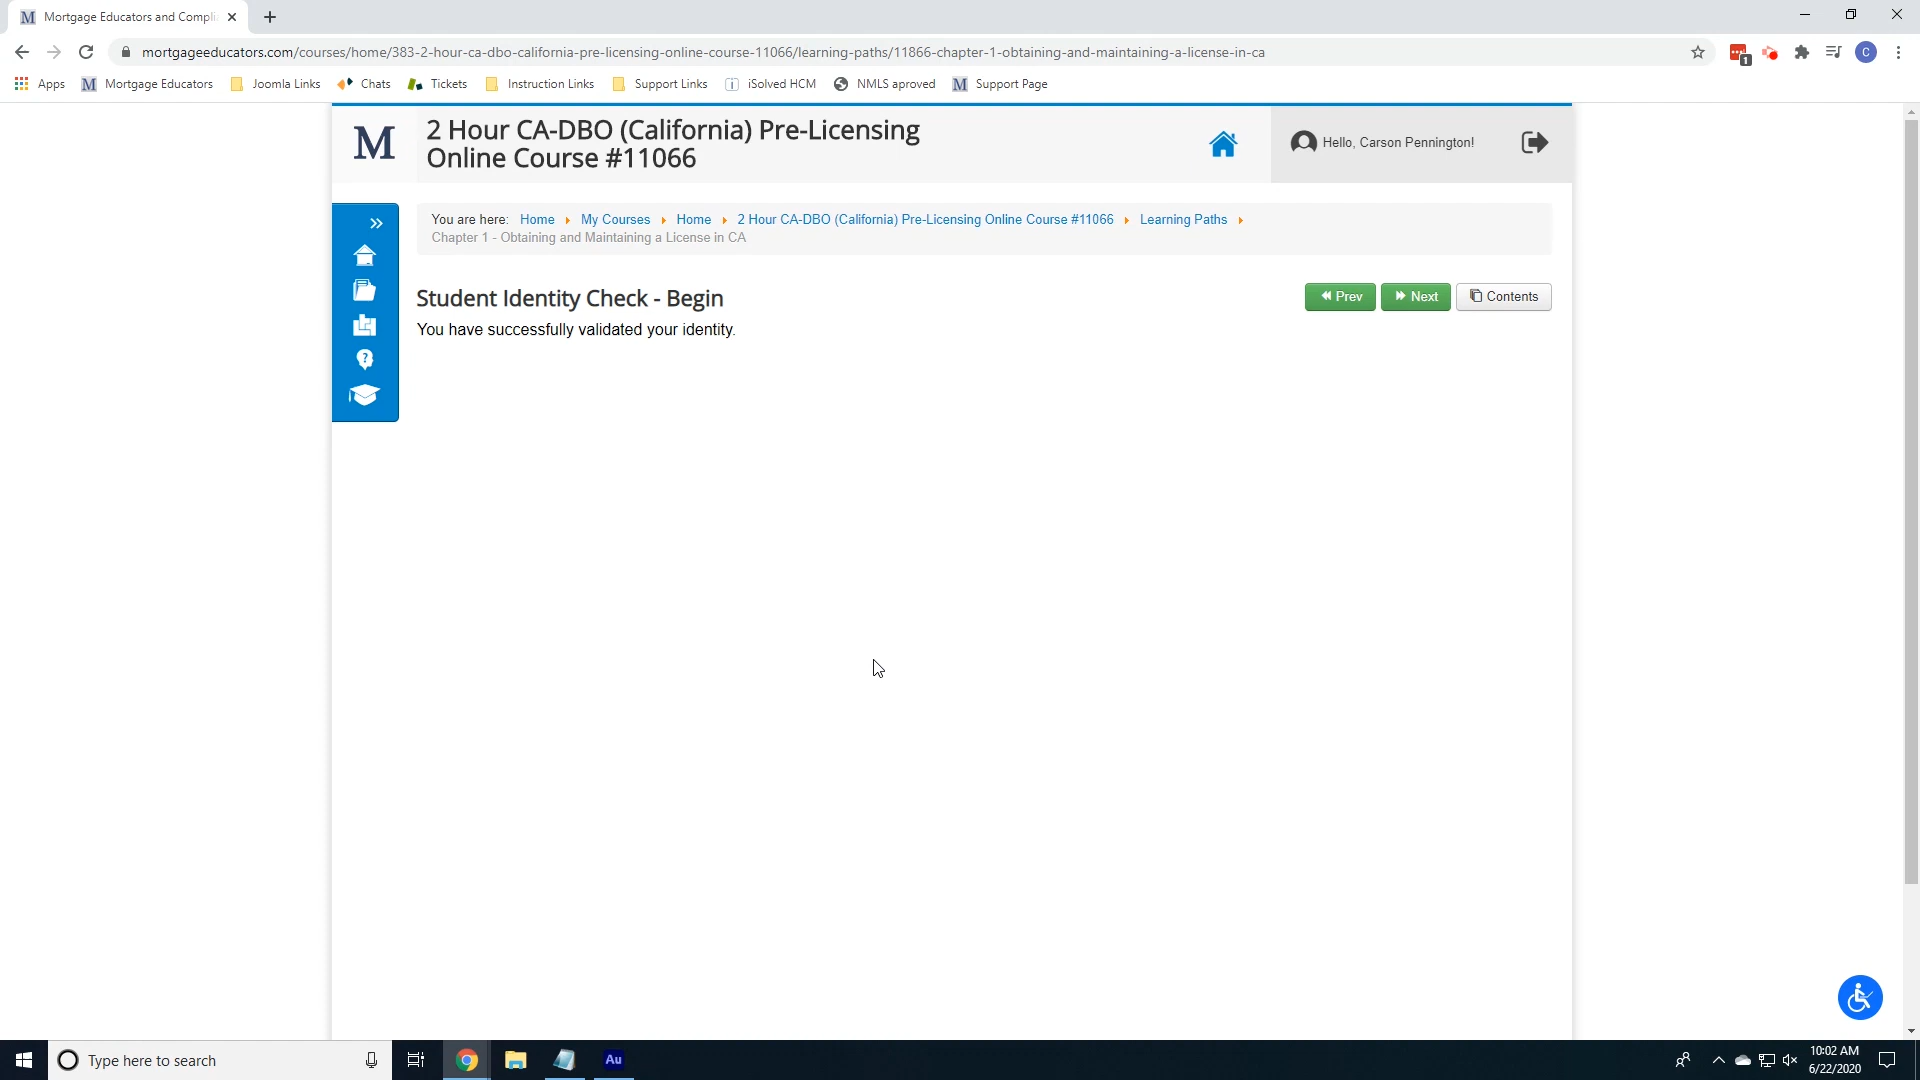 M Mortgage Educators and Compli
mortgageeducators.com/courses/home/383-2-hour-ca-dbo-california-pre-licensing-online-course-11066/learning-paths/11866-chapter-1-obtaining-and-maintaining-a-license-in-ca
1
C
Apps M Mortgage Educators Joomla Links Chats Tickets Instruction Links Support Links i iSolved HCM NMLS aproved M Support Page
M
2 Hour CA-DBO (California) Pre-Licensing
Online Course #11066
Hello, Carson Pennington!
You are here: Home My Courses Home 2 Hour CA-DBO (California) Pre-Licensing Online Course #11066 Learning Paths
Chapter 1 - Obtaining and Maintaining a License in CA
?
Student Identity Check - Begin
Prev Next Contents
You have successfully validated your identity.
Type here to search
Au
10:02 AM
6/22/2020